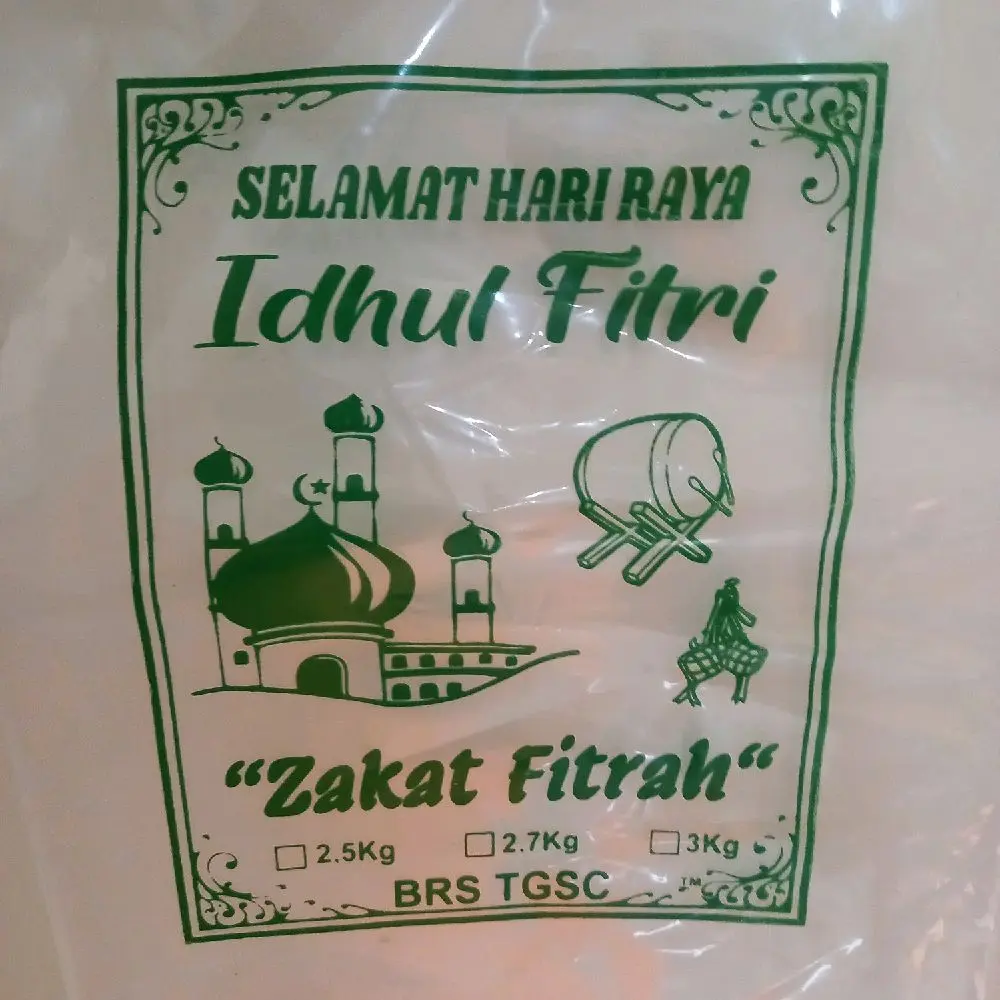 SELAMAT HARI RAYA
Idhul Fitri
“Zakat Fitrah“
2.5Kg 2.7Kg 3Kg
BRS TGSC ™